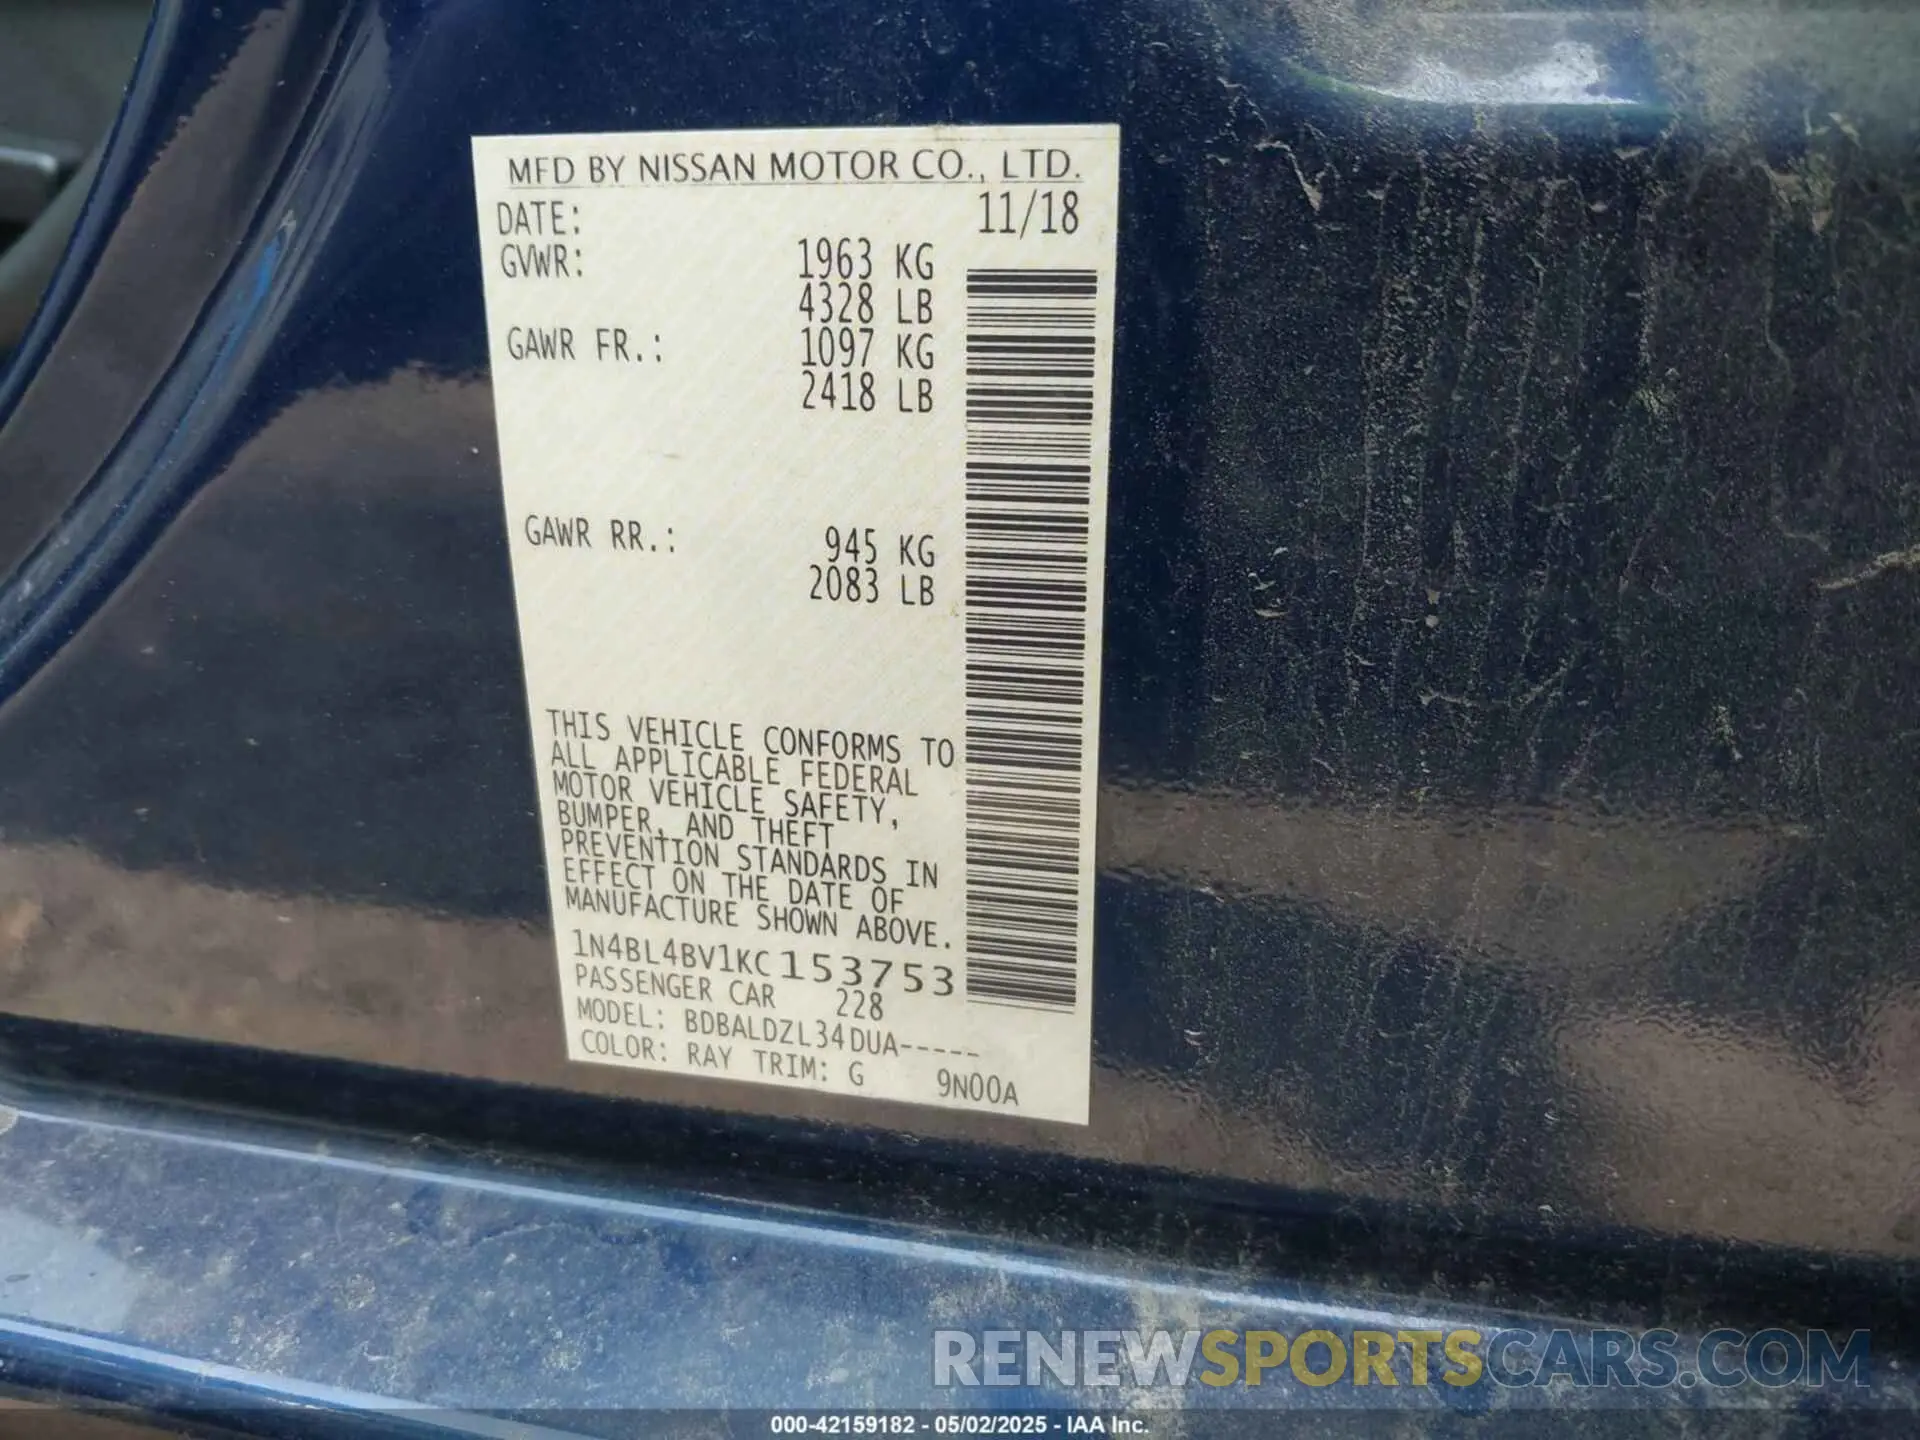 MFD BY NISSAN MOTOR CO., LTD.
DATE: 11/18
GVWR: 1963 KG
4328 LB
GAWR FR.: 1097 KG
2418 LB
GAWR RR.: 945 KG
2083 LB
THIS VEHICLE CONFORMS TO
ALL APPLICABLE FEDERAL
MOTOR VEHICLE SAFETY,
BUMPER, AND THEFT
PREVENTION STANDARDS IN
EFFECT ON THE DATE OF
MANUFACTURE SHOWN ABOVE.
1N4BL4BV1KC153753
PASSENGER CAR 228
MODEL: BDBALDZL34DUA-----
COLOR: RAY TRIM: G 9N00A
RENEWSPORTSCARS.COM
000-42159182 - 05/02/2025 - IAA Inc.